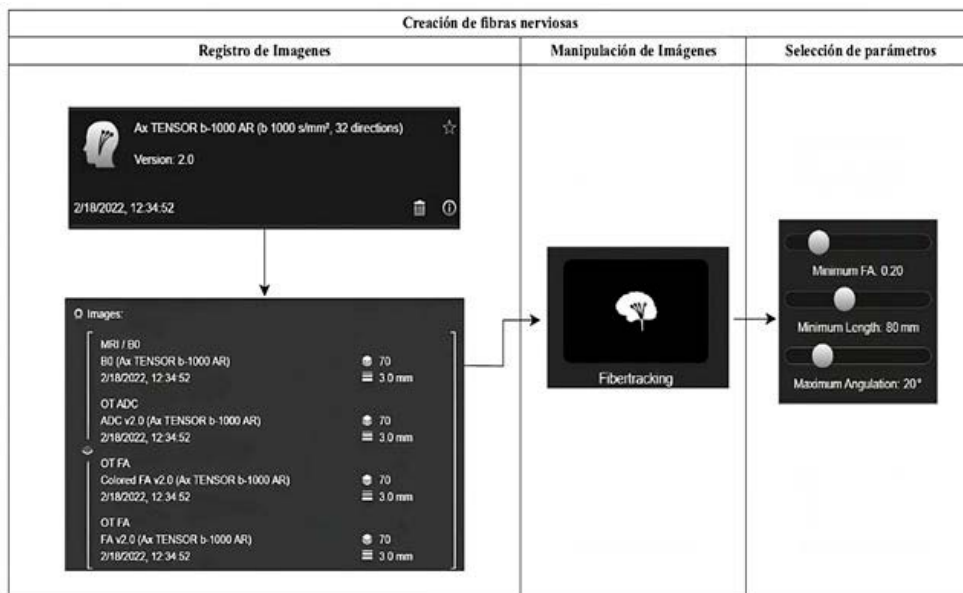 Creación de fibras nerviosas
Registro de Imagenes
Manipulación de Imágenes
Selección de parámetros
Ax TENSOR b-1000 AR (b 1000 s/mm², 32 directions)
Version: 2.0
2/18/2022, 12:34:52
Images:
MRI / B0
B0 (Ax TENSOR b-1000 AR)
70
2/18/2022, 12:34:52
3.0 mm
OT ADC
ADC v2.0 (Ax TENSOR b-1000 AR)
70
2/18/2022, 12:34:52
3.0 mm
OT FA
Colored FA v2.0 (Ax TENSOR b-1000 AR)
70
2/18/2022, 12:34:52
3.0 mm
OT FA
FA v2.0 (Ax TENSOR b-1000 AR)
70
2/18/2022, 12:34:52
3.0 mm
Fibertracking
Minimum FA: 0.20
Minimum Length: 80 mm
Maximum Angulation: 20°